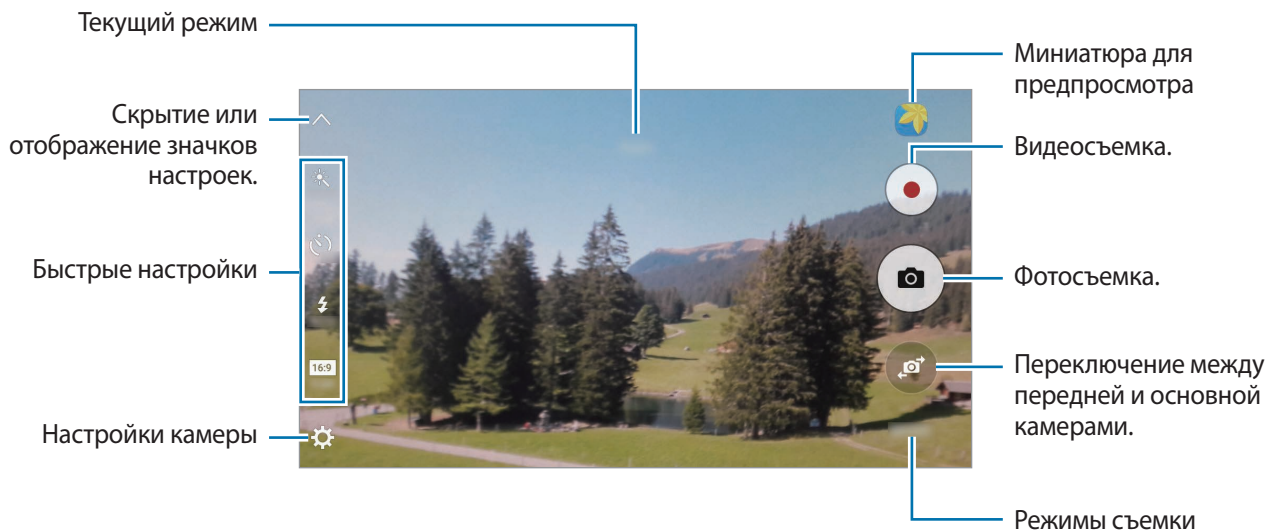 Текущий режим
Скрытие или
отображение значков
настроек.
Быстрые настройки
Настройки камеры
16:9
Миниатюра для
предпросмотра
Видеосъемка.
Фотосъемка.
Переключение между
передней и основной
камерами.
Режимы съемки